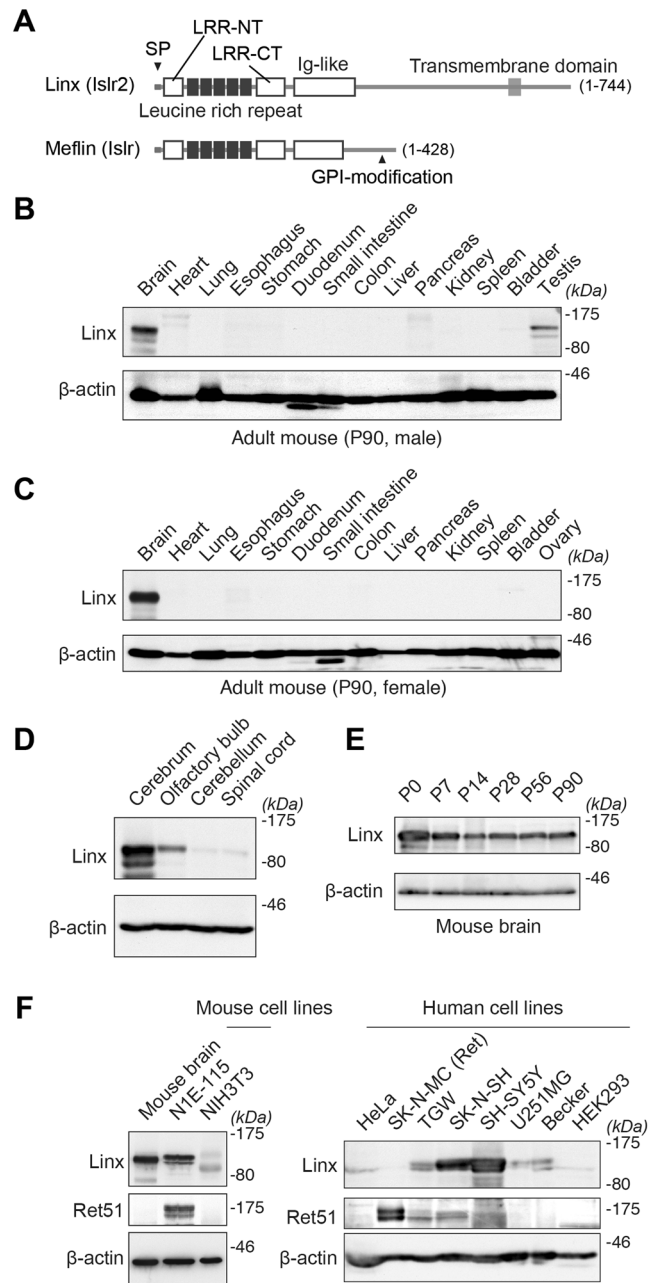 A
SP
LRR-NT
LRR-CT
Ig-like
Transmembrane domain
Linx (Islr2)
(1-744)
Leucine rich repeat
Meflin (Islr)
(1-428)
GPI-modification
B
Brain
Heart
Lung
Esophagus
Stomach
Duodenum
Small intestine
Colon
Liver
Pancreas
Kidney
Spleen
Bladder
Testis
(kDa)
Linx
-175
-80
β-actin
-46
Adult mouse (P90, male)
C
Brain
Heart
Lung
Esophagus
Stomach
Duodenum
Small intestine
Colon
Liver
Pancreas
Kidney
Spleen
Bladder
Ovary
(kDa)
Linx
-175
-80
β-actin
-46
Adult mouse (P90, female)
D
Cerebrum
Olfactory bulb
Cerebellum
Spinal cord
(kDa)
Linx
-175
-80
β-actin
-46
E
P0
P7
P14
P28
P56
P90
(kDa)
Linx
-175
-80
β-actin
-46
Mouse brain
F
Mouse cell lines
Mouse brain
N1E-115
NIH3T3
(kDa)
Linx
-175
-80
Ret51
-175
β-actin
-46
Human cell lines
HeLa
SK-N-MC (Ret)
TGW
SK-N-SH
SH-SY5Y
U251MG
Becker
HEK293
(kDa)
Linx
-175
-80
Ret51
-175
β-actin
-46